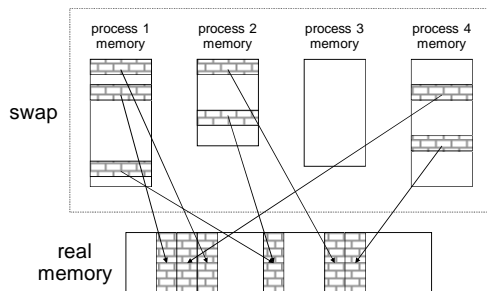 process 1
memory
process 2
memory
process 3
memory
process 4
memory
swap
real
memory